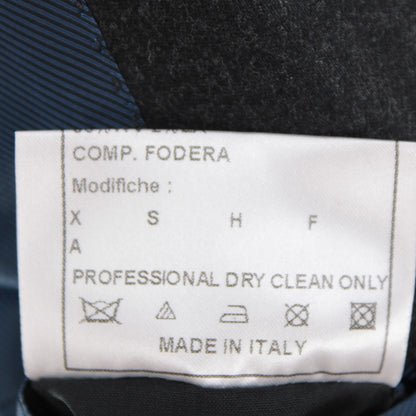 COMP. FODERA
Modifiche :
X S H F
A
PROFESSIONAL DRY CLEAN ONLY
MADE IN ITALY